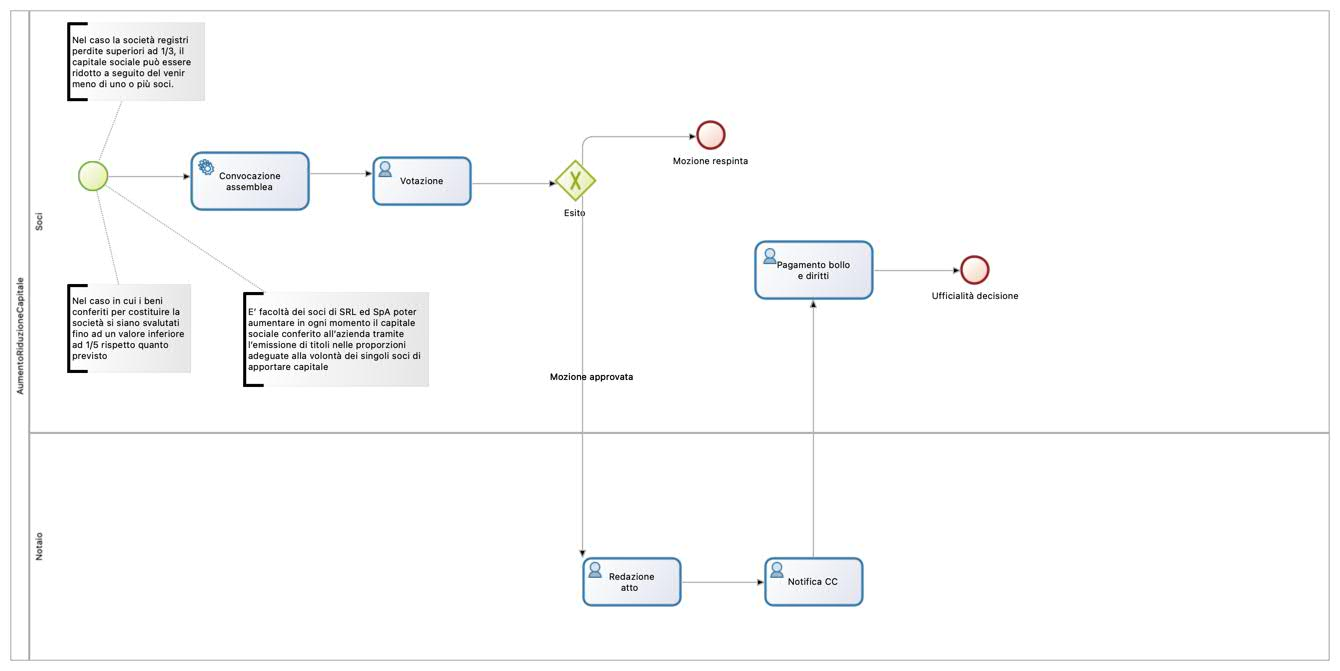 AumentoRiduzioneCapitale
Soci
Nel caso la società registri
perdite superiori ad 1/3, il
capitale sociale può essere
ridotto a seguito del venir
meno di uno o più soci.
Convocazione
assemblea
Votazione
Esito
Mozione respinta
Nel caso in cui i beni
conferiti per costituire la
società si siano svalutati
fino ad un valore inferiore
ad 1/5 rispetto quanto
previsto
E' facoltà dei soci di SRL ed SpA poter
aumentare in ogni momento il capitale
sociale conferito all'azienda tramite
l'emissione di titoli nelle proporzioni
adeguate alla volontà dei singoli soci di
apportare capitale
Mozione approvata
Pagamento bollo
e diritti
Ufficialità decisione
Notaio
Redazione
atto
Notifica CC